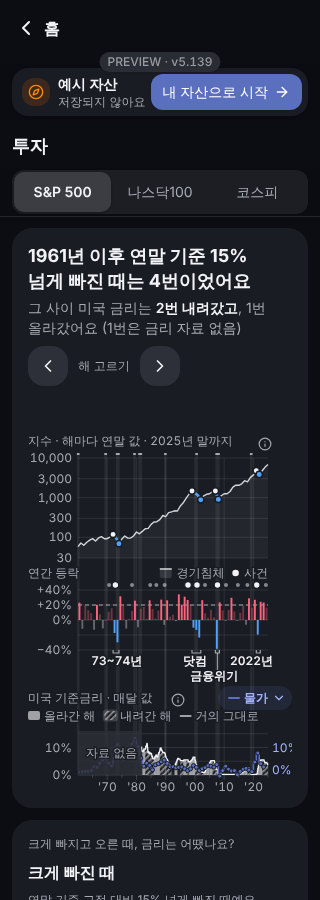 홈
PREVIEW · v5.139
예시 자산
저장되지 않아요
내 자산으로 시작
투자
S&P 500
나스닥100
코스피
1961년 이후 연말 기준 15%
넘게 빠진 때는 4번이었어요
그 사이 미국 금리는 2번 내려갔고, 1번
올라갔어요 (1번은 금리 자료 없음)
해 고르기
지수 · 해마다 연말 값 · 2025년 말까지
10,000
3,000
1,000
300
100
30
연간 등락
경기침체
사건
+40%
+20%
0%
−40%
73~74년
닷컴
2022년
금융위기
미국 기준금리 · 매달 값
물가
올라간 해
내려간 해
거의 그대로
10%
0%
자료 없음
10%
0%
'70
'80
'90
'00
'10
'20
크게 빠지고 오른 때, 금리는 어땠나요?
크게 빠진 때